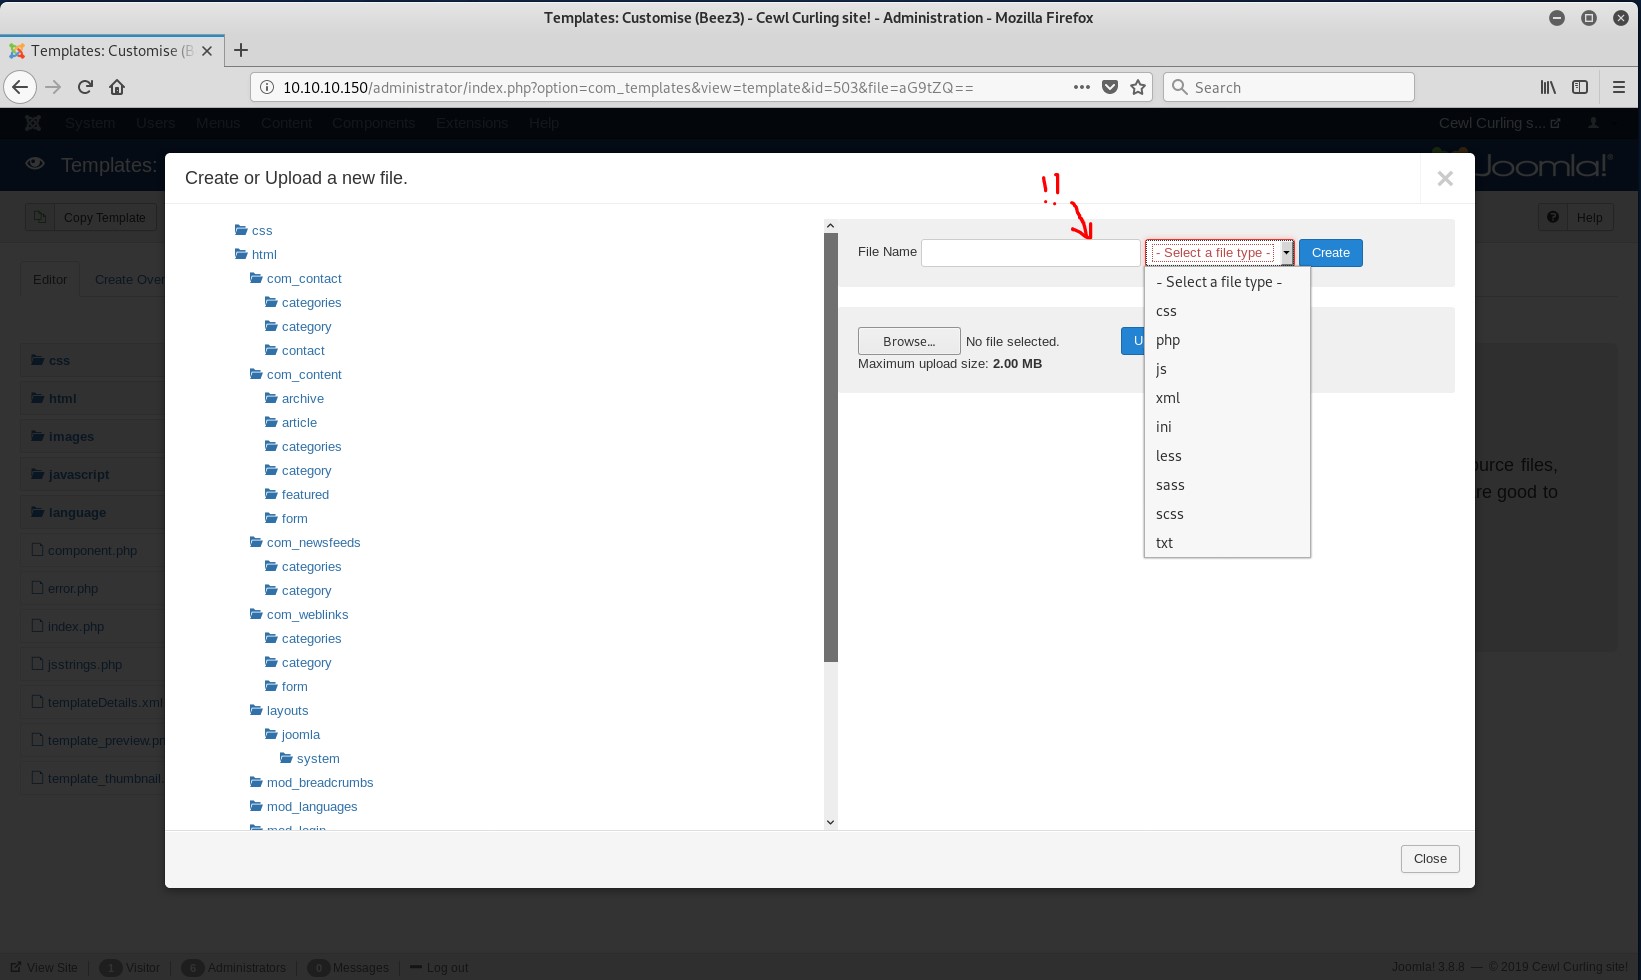 Templates: Customise (Beez3) - Cewl Curling site! - Administration - Mozilla Firefox
Templates: Customise (B
10.10.10.150/administrator/index.php?option=com_templates&view=template&id=503&file=aG9tZQ==
Search
System Users Menus Content Components Extensions Help
Cewl Curling s...
Templates:
Joomla!®
Create or Upload a new file.
Copy Template
Help
Editor
Create Over
css
html
images
javascript
language
component.php
error.php
index.php
jsstrings.php
templateDetails.xml
template_preview.pn
template_thumbnail.
css
html
com_contact
categories
category
contact
com_content
archive
article
categories
category
featured
form
com_newsfeeds
categories
category
com_weblinks
categories
category
form
layouts
joomla
system
mod_breadcrumbs
mod_languages
mod_login
!!
File Name
- Select a file type -
Create
- Select a file type -
css
php
js
xml
ini
less
sass
scss
txt
Browse... No file selected.
U
Maximum upload size: 2.00 MB
urce files,
re good to
Close
View Site 1 Visitor 6 Administrators 0 Messages Log out
Joomla! 3.8.8 — © 2019 Cewl Curling site!